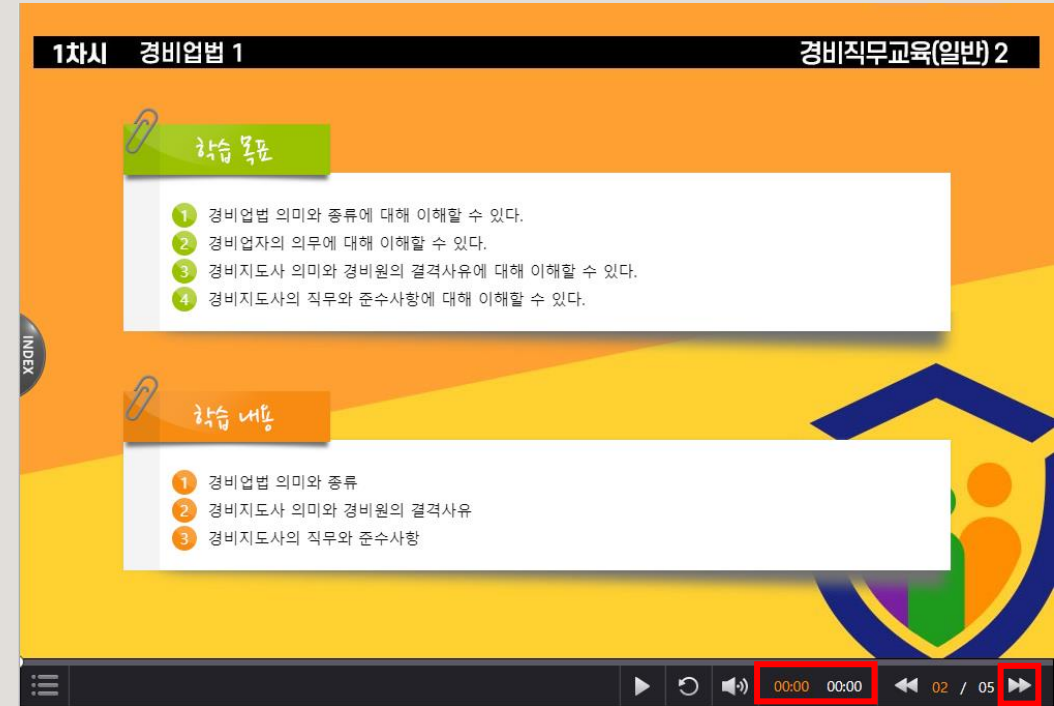 1차시 경비업법 1 경비직무교육(일반) 2
학습 목표
1 경비업법 의미와 종류에 대해 이해할 수 있다.
2 경비업자의 의무에 대해 이해할 수 있다.
3 경비지도사 의미와 경비원의 결격사유에 대해 이해할 수 있다.
4 경비지도사의 직무와 준수사항에 대해 이해할 수 있다.
INDEX
학습 내용
1 경비업법 의미와 종류
2 경비지도사 의미와 경비원의 결격사유
3 경비지도사의 직무와 준수사항
00:00 00:00 02 / 05